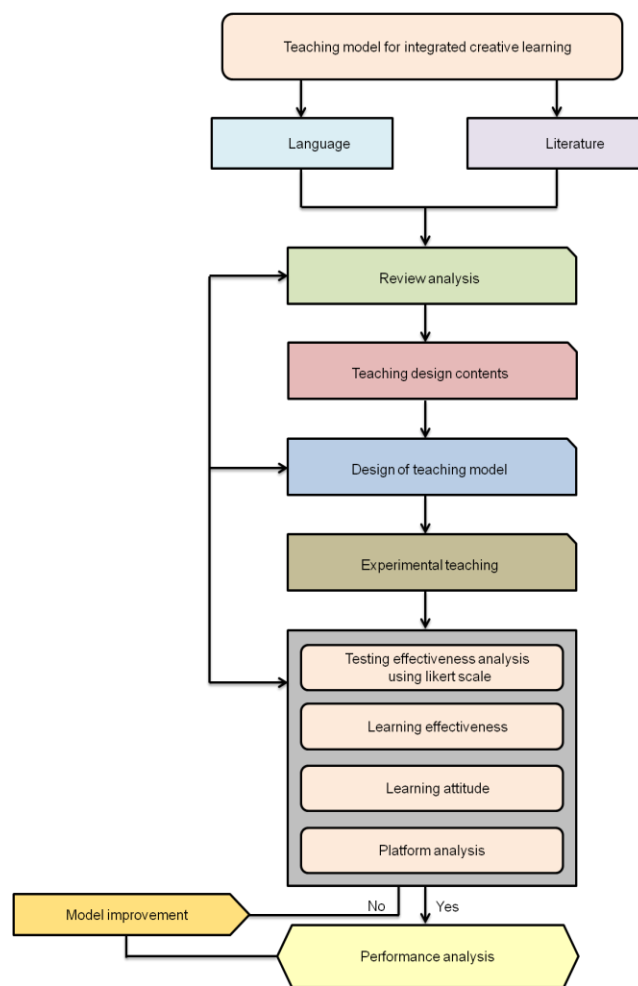 Teaching model for integrated creative learning
Language
Literature
Review analysis
Teaching design contents
Design of teaching model
Experimental teaching
Testing effectiveness analysis
using likert scale
Learning effectiveness
Learning attitude
Platform analysis
No
Yes
Model improvement
Performance analysis